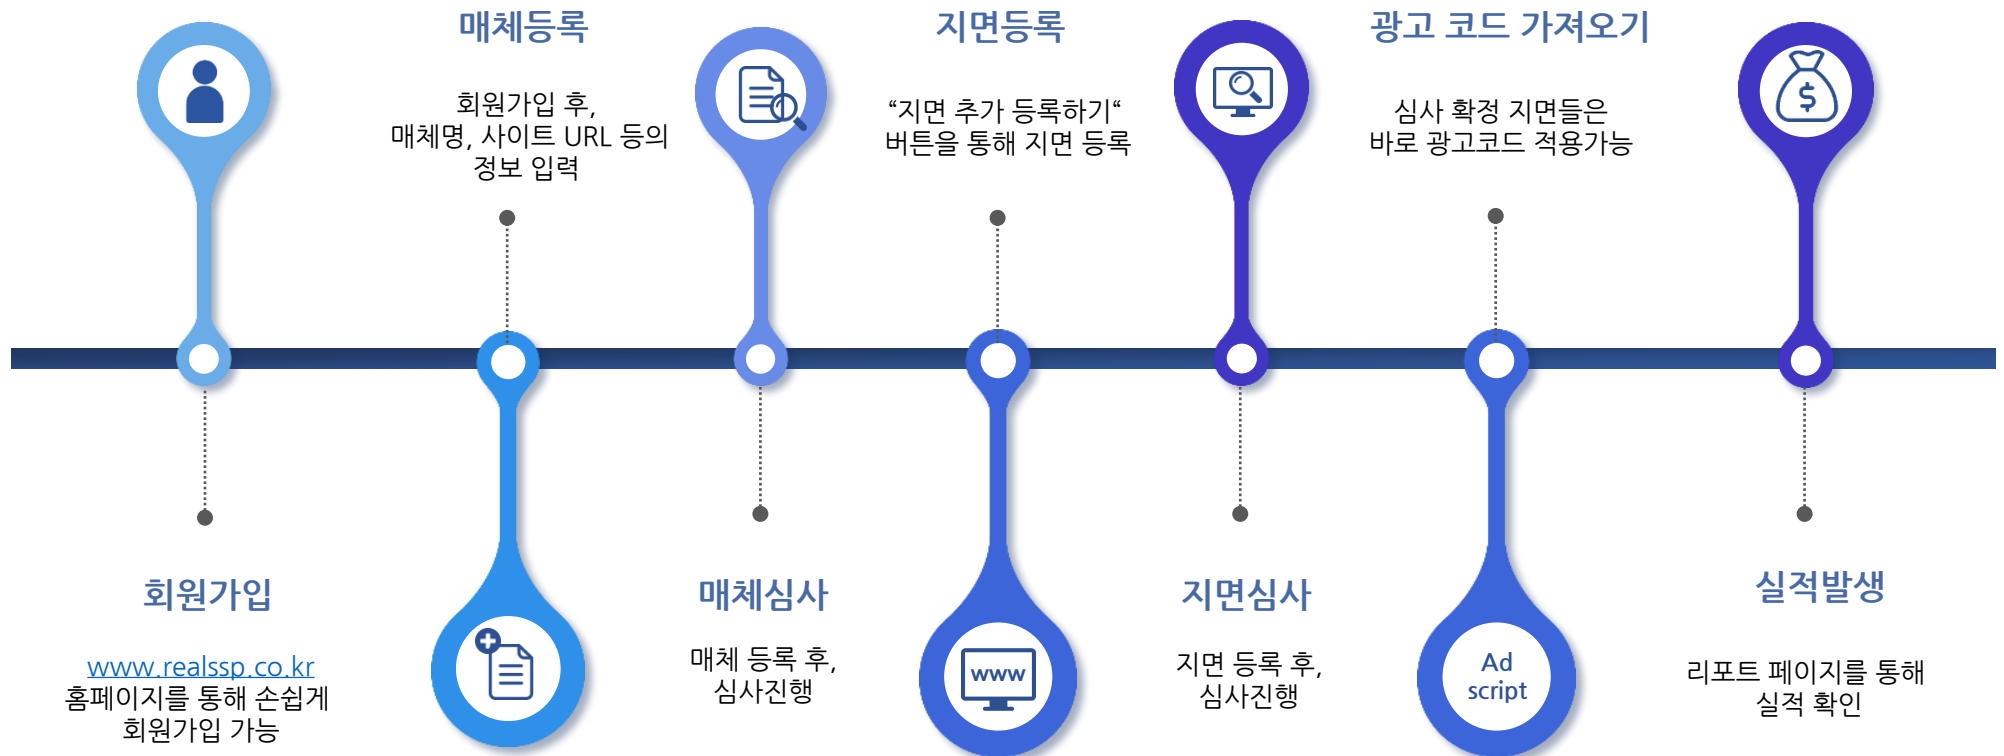 회원가입
www.realssp.co.kr
홈페이지를 통해 손쉽게
회원가입 가능
매체등록
회원가입 후,
매체명, 사이트 URL 등의
정보 입력
매체심사
매체 등록 후,
심사진행
지면등록
“지면 추가 등록하기“
버튼을 통해 지면 등록
www
지면심사
지면 등록 후,
심사진행
광고 코드 가져오기
심사 확정 지면들은
바로 광고코드 적용가능
Ad
script
$
실적발생
리포트 페이지를 통해
실적 확인